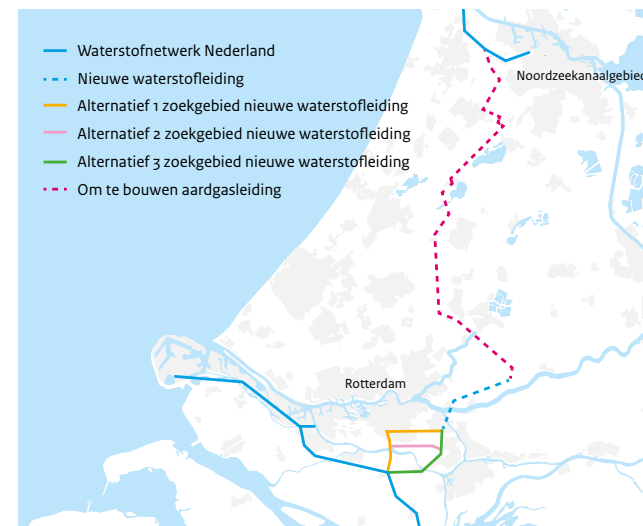 Waterstofnetwerk Nederland
Nieuwe waterstofleiding
Alternatief 1 zoekgebied nieuwe waterstofleiding
Alternatief 2 zoekgebied nieuwe waterstofleiding
Alternatief 3 zoekgebied nieuwe waterstofleiding
Om te bouwen aardgasleiding
Noordzeekanaalgebied
Rotterdam